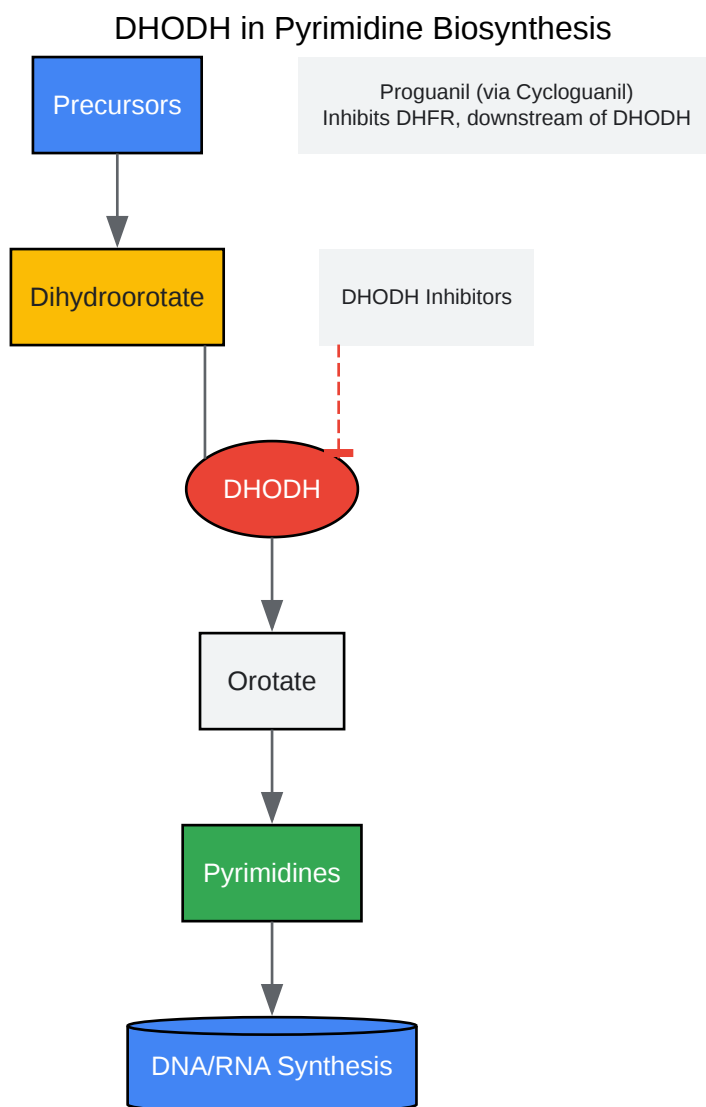 DHODH in Pyrimidine Biosynthesis
Precursors
Proguanil (via Cycloguanil)
Inhibits DHFR, downstream of DHODH
Dihydroorotate
DHODH Inhibitors
DHODH
Orotate
Pyrimidines
DNA/RNA Synthesis